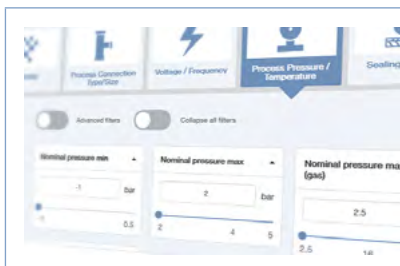 Process Connection
Type/Size
Voltage / Frequency
Process Pressure /
Temperature
Sealing
Advanced filters
Collapse all filters
Nominal pressure min
-1
bar
-1
0.5
Nominal pressure max
2
bar
2
4
5
Nominal pressure ma
(gas)
2.5
2.5
16